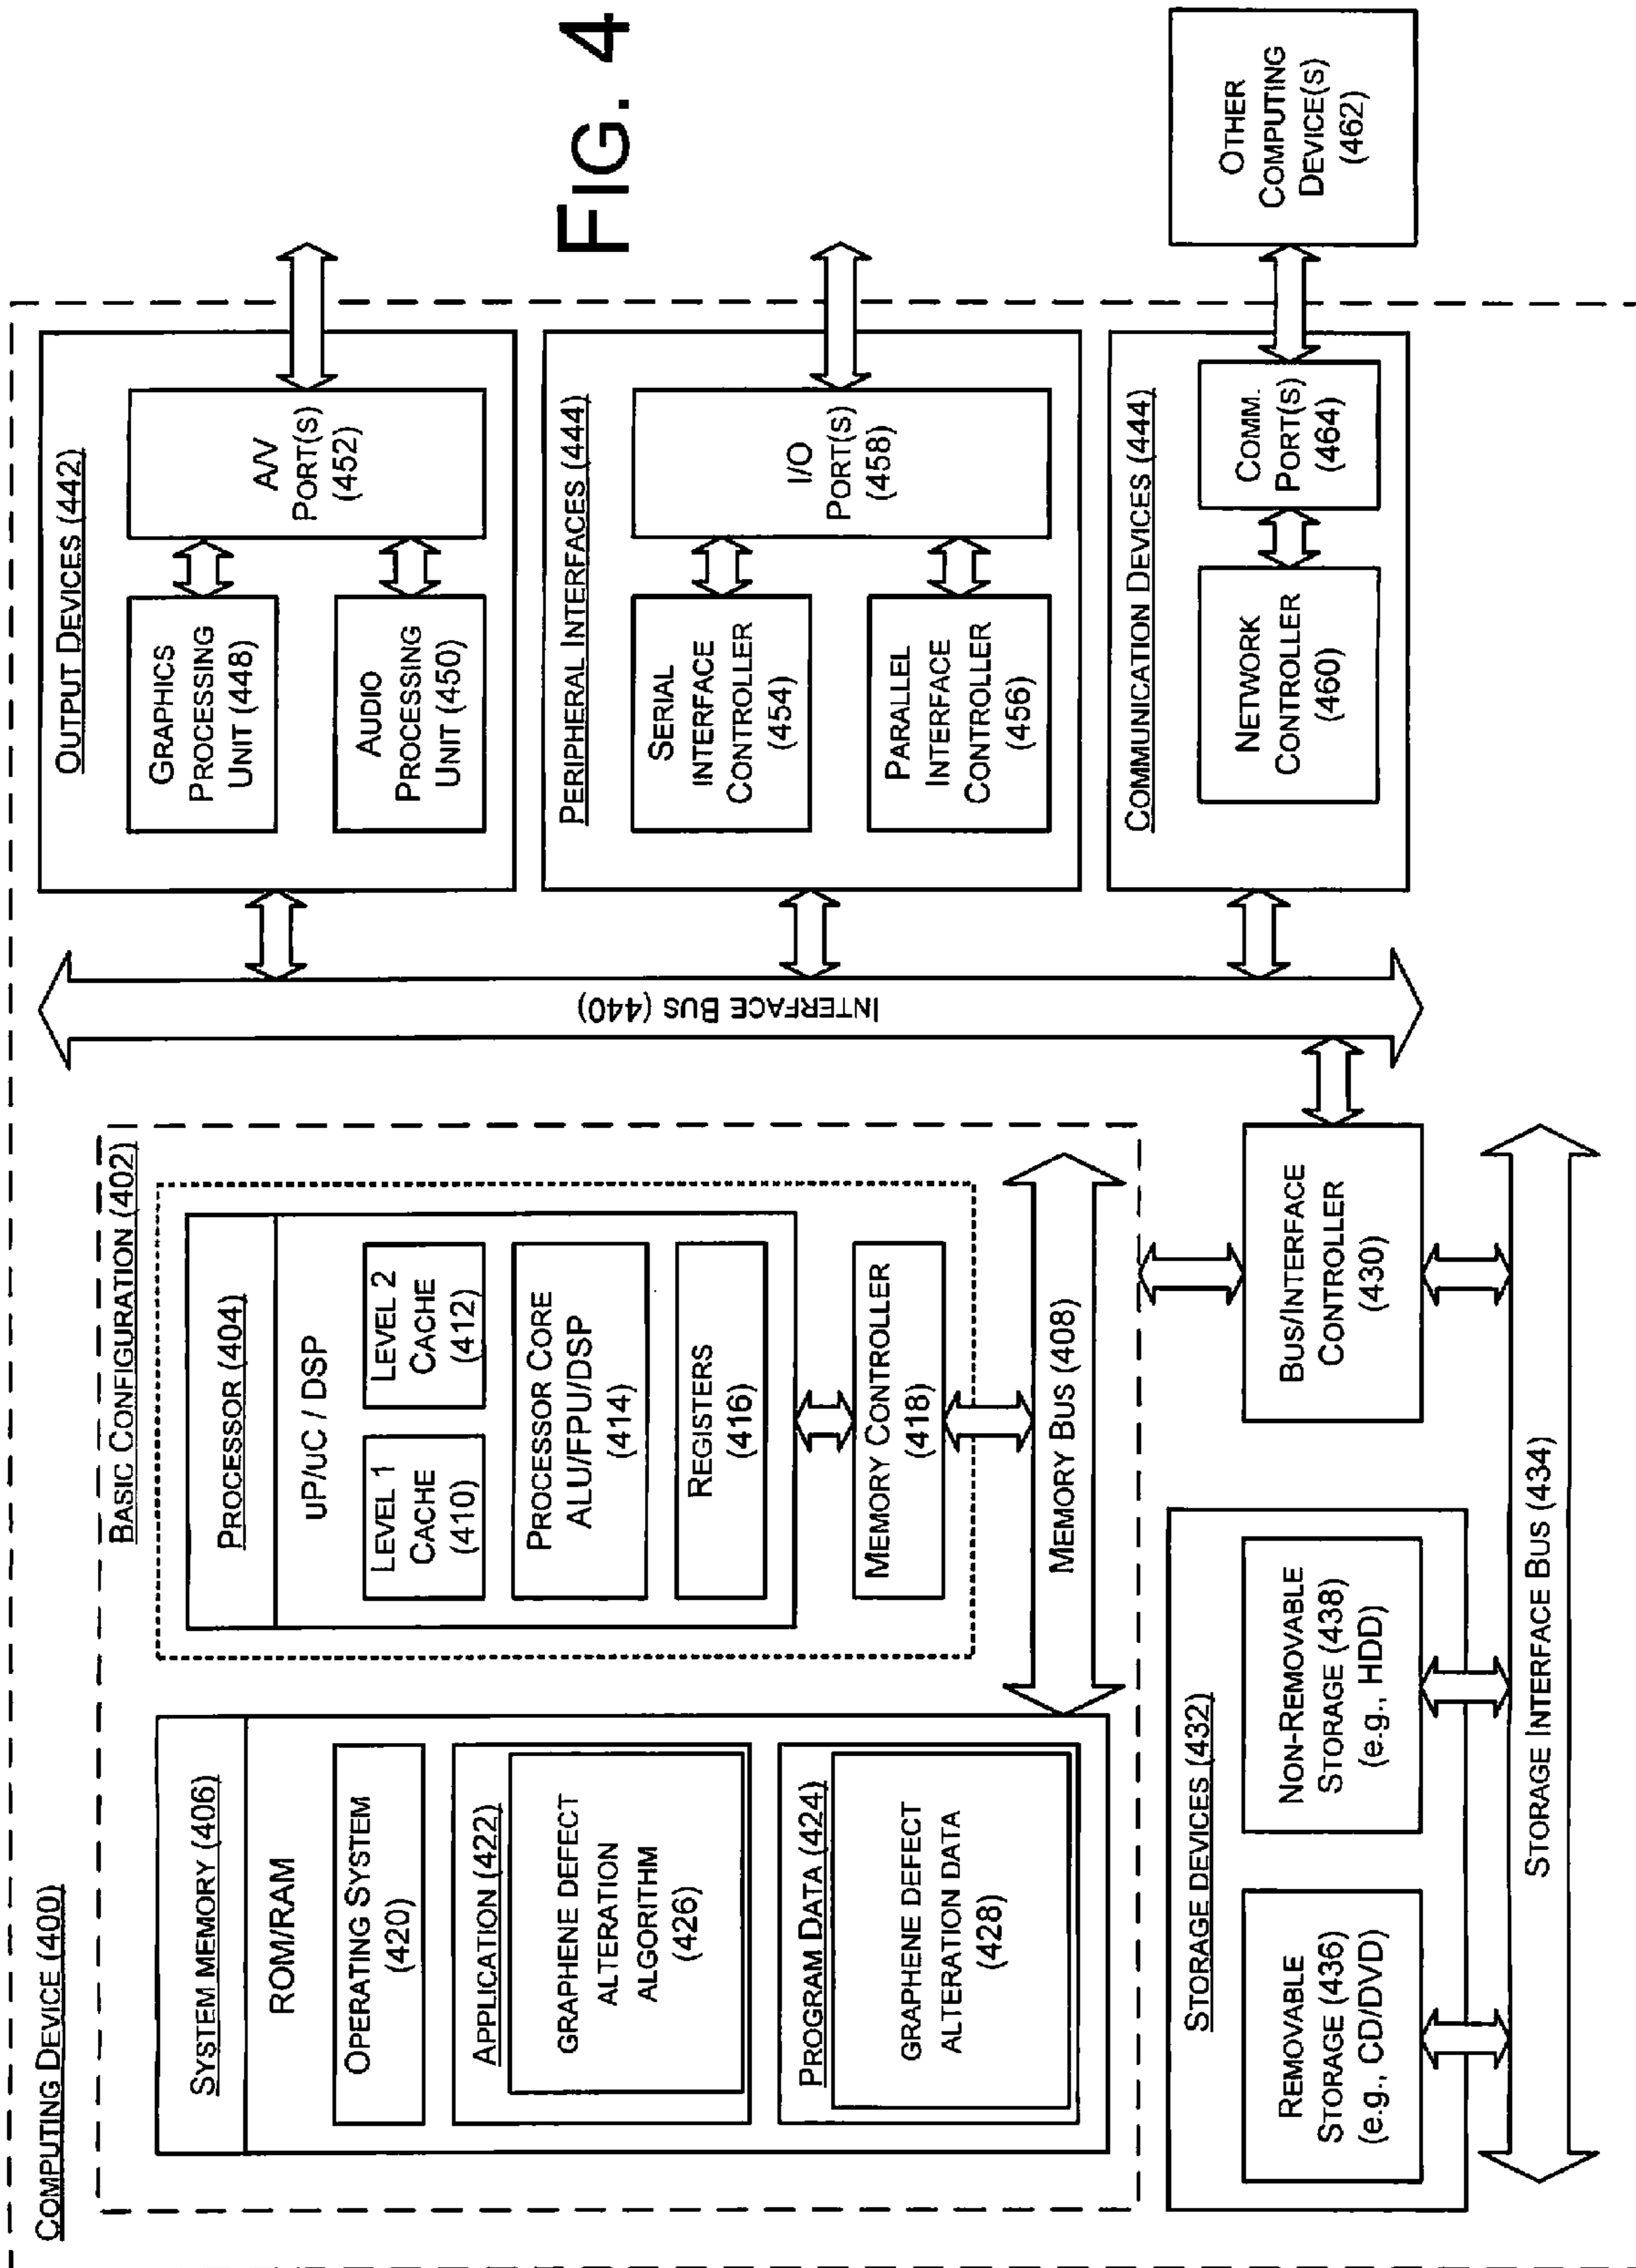 COMPUTING DEVICE (400)
BASIC CONFIGURATION (402)
SYSTEM MEMORY (406)
ROM/RAM
OPERATING SYSTEM
(420)
APPLICATION (422)
GRAPHENE DEFECT
ALTERATION
ALGORITHM
(426)
PROGRAM DATA (424)
GRAPHENE DEFECT
ALTERATION DATA
(428)
PROCESSOR (404)
uP/uC / DSP
LEVEL 1
CACHE
(410)
LEVEL 2
CACHE
(412)
PROCESSOR CORE
ALU/FPU/DSP
(414)
REGISTERS
(416)
MEMORY CONTROLLER
(418)
MEMORY BUS (408)
STORAGE DEVICES (432)
REMOVABLE
STORAGE (436)
(e.g., CD/DVD)
NON-REMOVABLE
STORAGE (438)
(e.g., HDD)
STORAGE INTERFACE BUS (434)
BUS/INTERFACE
CONTROLLER
(430)
INTERFACE BUS (440)
OUTPUT DEVICES (442)
GRAPHICS
PROCESSING
UNIT (448)
AUDIO
PROCESSING
UNIT (450)
A/V
PORT(S)
(452)
PERIPHERAL INTERFACES (444)
SERIAL
INTERFACE
CONTROLLER
(454)
PARALLEL
INTERFACE
CONTROLLER
(456)
I/O
PORT(S)
(458)
COMMUNICATION DEVICES (444)
NETWORK
CONTROLLER
(460)
COMM.
PORT(S)
(464)
OTHER
COMPUTING
DEVICE(S)
(462)
FIG. 4